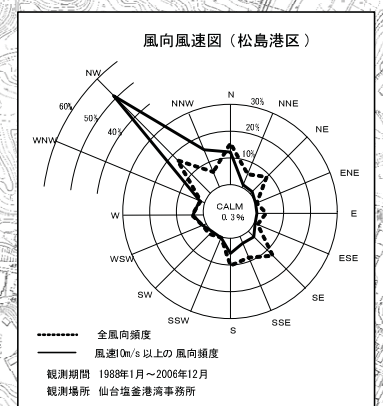 風向風速図(松島港区)
N
NNE
NE
ENE
E
ESE
SE
SSE
S
SSW
SW
WSW
W
WNW
NW
NNW
60%
50%
40%
30%
20%
10%
CALM
0.3%
全風向頻度
風速10m/s 以上の 風向頻度
観測期間 1988年1月~2006年12月
観測場所 仙台塩釜港湾事務所